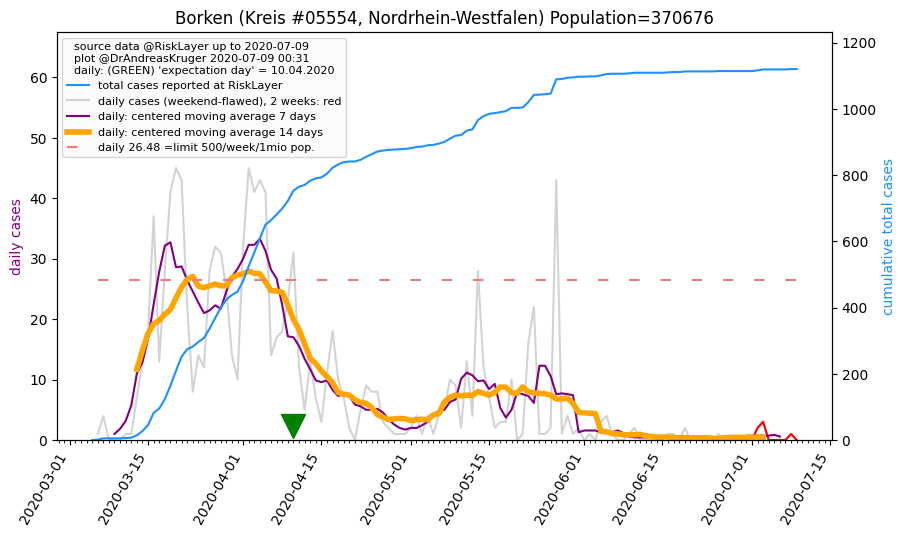 Borken (Kreis #05554, Nordrhein-Westfalen) Population=370676
source data @RiskLayer up to 2020-07-09
plot @DrAndreasKruger 2020-07-09 00:31
daily: (GREEN) 'expectation day' = 10.04.2020
total cases reported at RiskLayer
daily cases (weekend-flawed), 2 weeks: red
daily: centered moving average 7 days
daily: centered moving average 14 days
daily 26.48 =limit 500/week/1mio pop.
daily cases
60
50
40
30
20
10
0
cumulative total cases
1200
1000
800
600
400
200
0
2020-03-01
2020-03-15
2020-04-01
2020-04-15
2020-05-01
2020-05-15
2020-06-01
2020-06-15
2020-07-01
2020-07-15